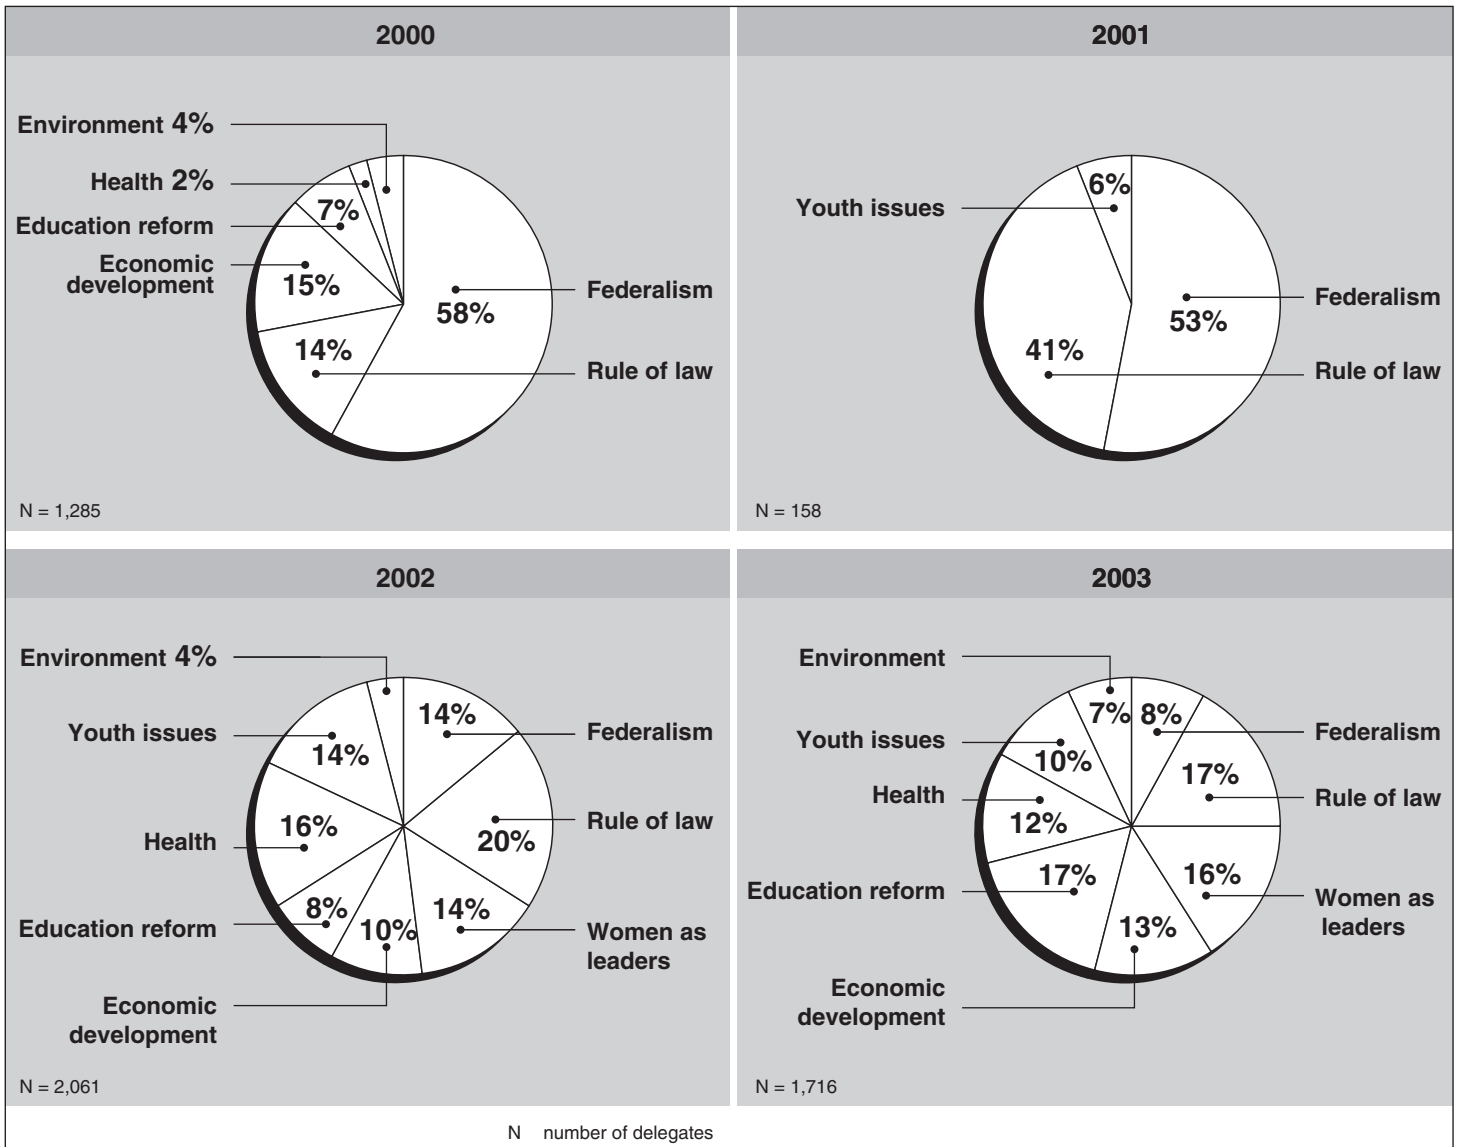 2000
Environment 4%
Health 2%
7%
Education reform
Economic
development
15%
Federalism
58%
14%
Rule of law
N = 1,285
2001
6%
Youth issues
Federalism
53%
41%
Rule of law
N = 158
2002
Environment 4%
14%
Federalism
Youth issues
14%
16%
Health
Rule of law
20%
8%
Education reform
10%
14%
Women as
leaders
Economic
development
N = 2,061
2003
Environment
7%
8%
Federalism
Youth issues
10%
17%
Rule of law
Health
12%
17%
Education reform
16%
Women as
leaders
13%
Economic
development
N = 1,716
N number of delegates